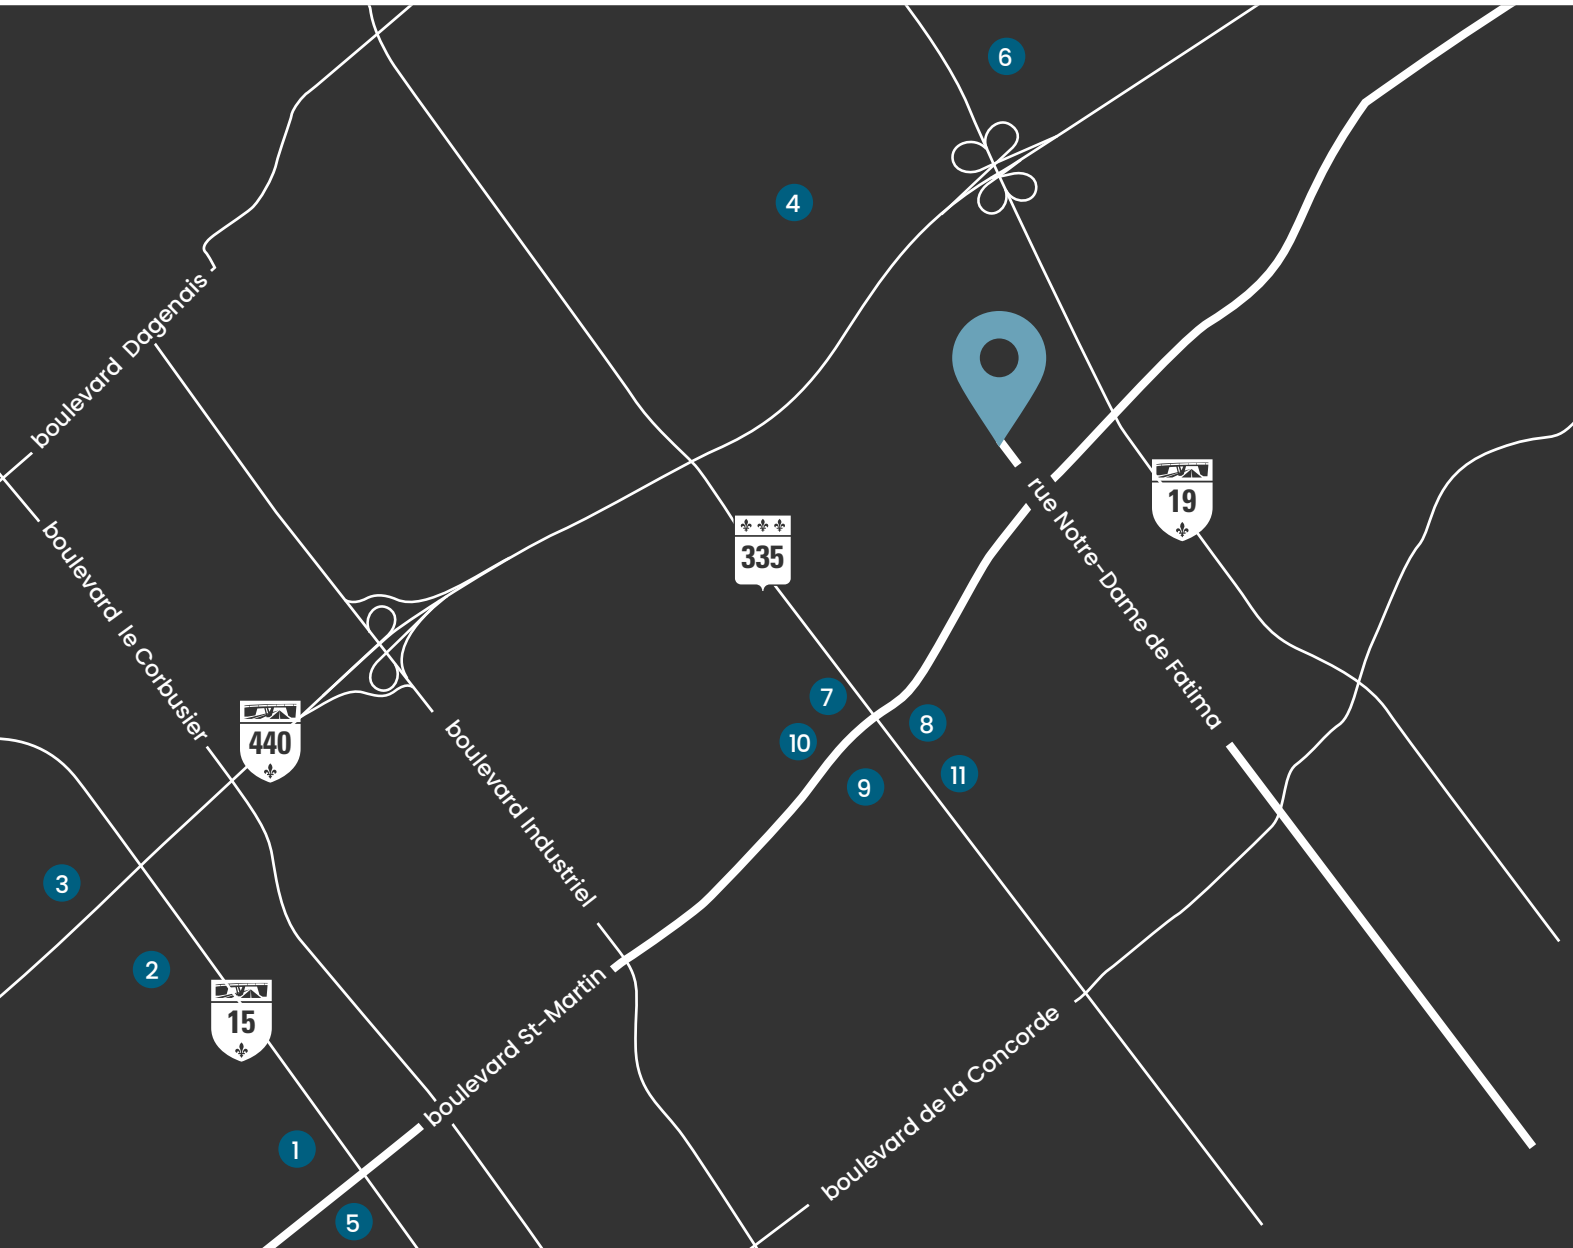 6
4
boulevard Dagenais
19
rue Notre-Dame de Fatima
335
boulevard le Corbusier
440
7
8
10
11
9
boulevard Industriel
3
2
15
boulevard St-Martin
boulevard de la Concorde
1
5